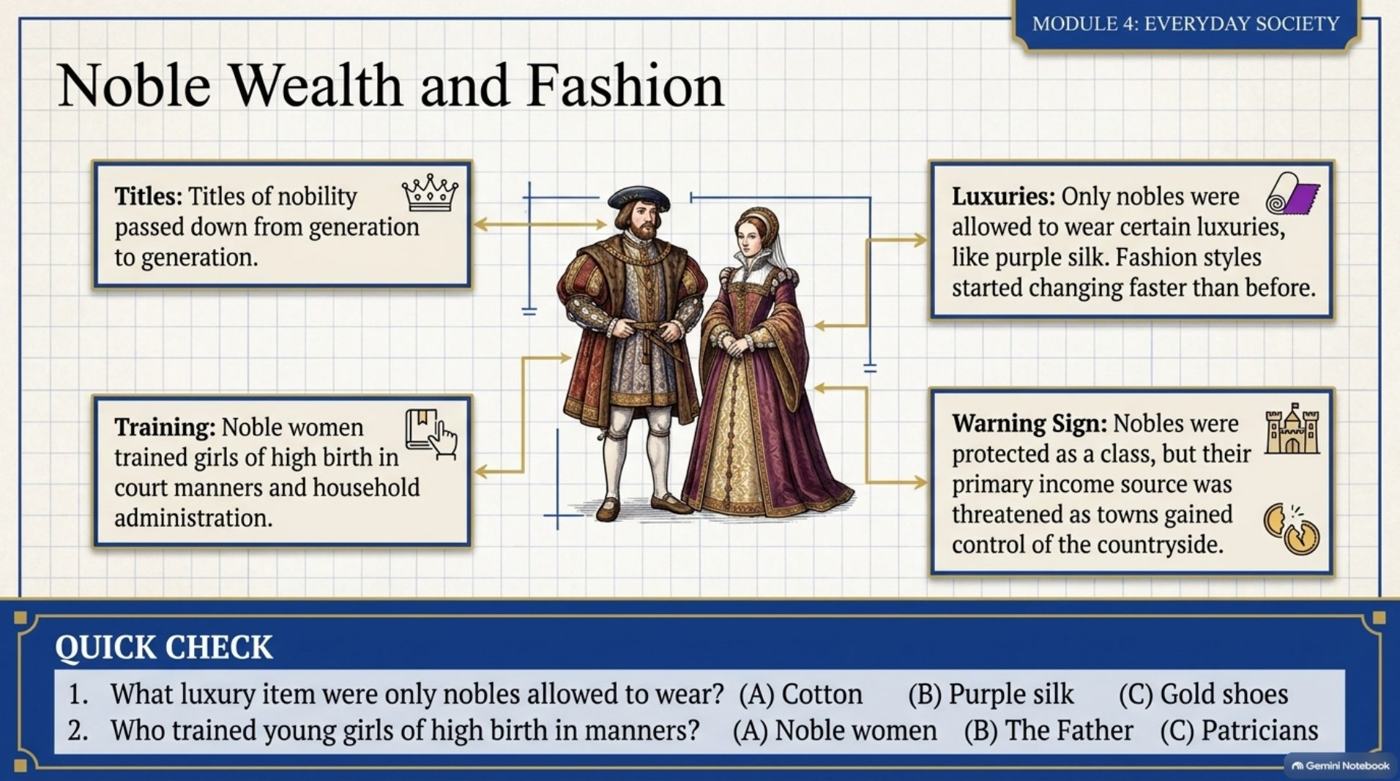 MODULE 4: EVERYDAY SOCIETY
Noble Wealth and Fashion
Titles: Titles of nobility
passed down from generation
to generation.
Luxuries: Only nobles were
allowed to wear certain luxuries,
like purple silk. Fashion styles
started changing faster than before.
Training: Noble women
trained girls of high birth in
court manners and household
administration.
Warning Sign: Nobles were
protected as a class, but their
primary income source was
threatened as towns gained
control of the countryside.
QUICK CHECK
1. What luxury item were only nobles allowed to wear? (A) Cotton (B) Purple silk (C) Gold shoes
2. Who trained young girls of high birth in manners? (A) Noble women (B) The Father (C) Patricians
Gemini Notebook